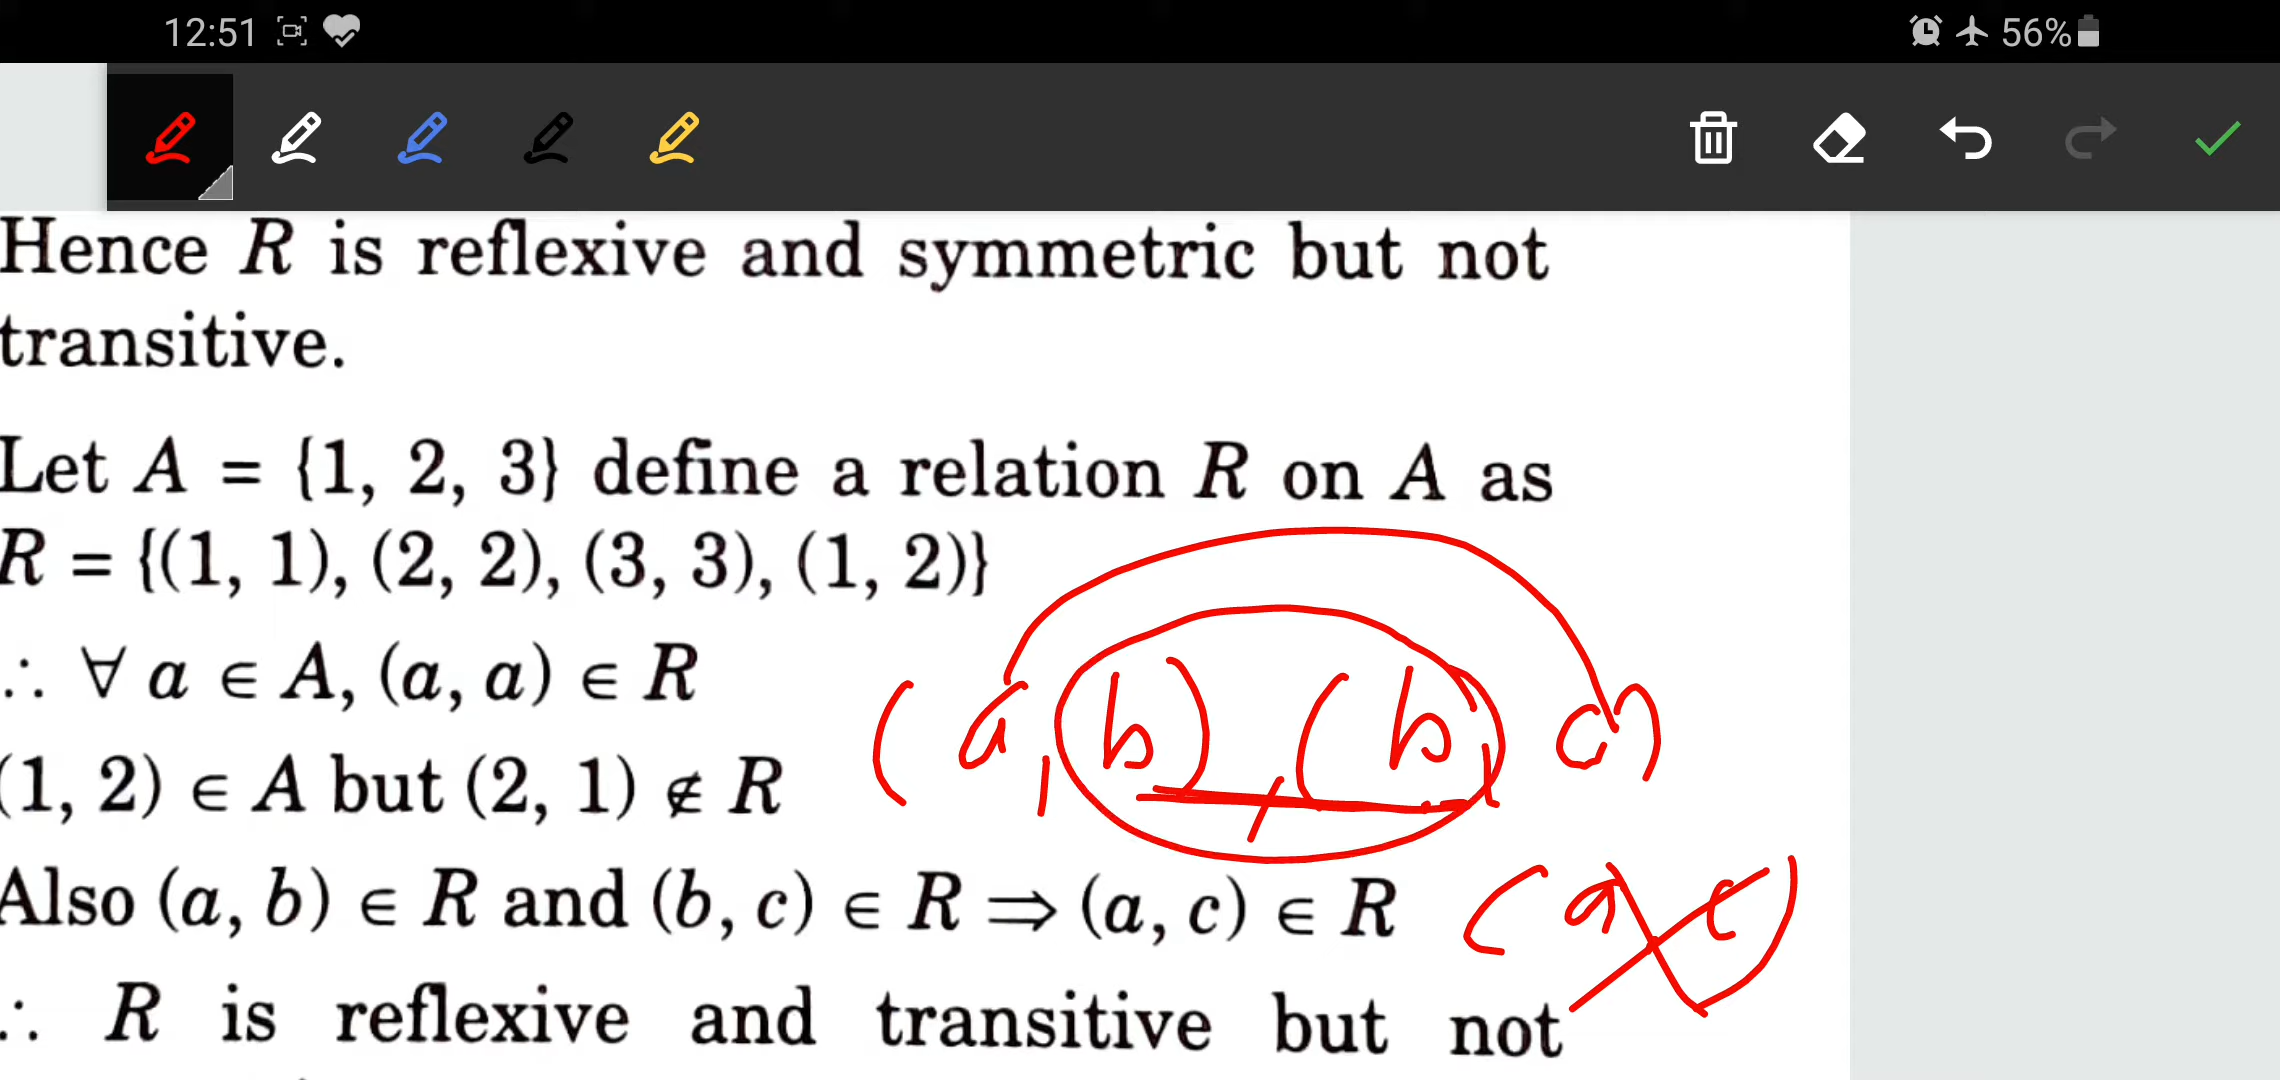 12:51 56%
Hence R is reflexive and symmetric but not
transitive.
Let A = {1, 2, 3} define a relation R on A as
R = {(1, 1), (2, 2), (3, 3), (1, 2)}
∴ ∀ a ∈ A, (a, a) ∈ R
(a, b), (b, c)
(1, 2) ∈ A but (2, 1) ∉ R
Also (a, b) ∈ R and (b, c) ∈ R ⇒ (a, c) ∈ R (a c)
∴ R is reflexive and transitive but not